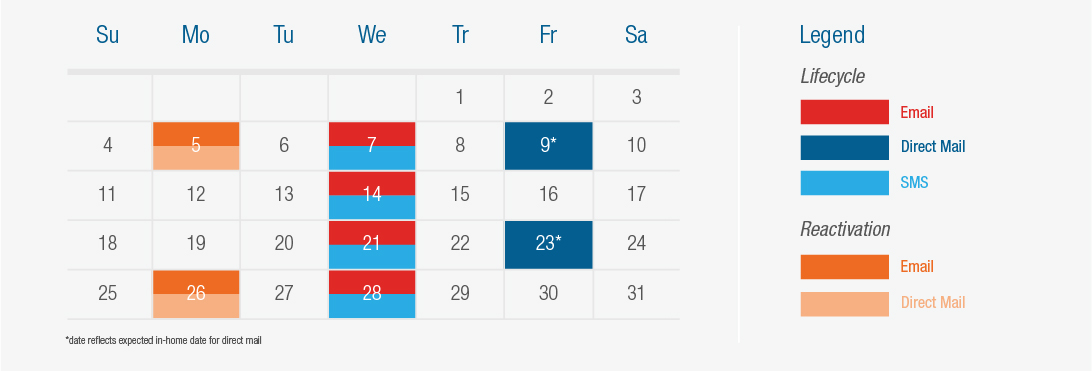 Su Mo Tu We Tr Fr Sa
1 2 3
4 5 6 7 8 9* 10
11 12 13 14 15 16 17
18 19 20 21 22 23* 24
25 26 27 28 29 30 31
*date reflects expected in-home date for direct mail
Legend
Lifecycle
Email
Direct Mail
SMS
Reactivation
Email
Direct Mail